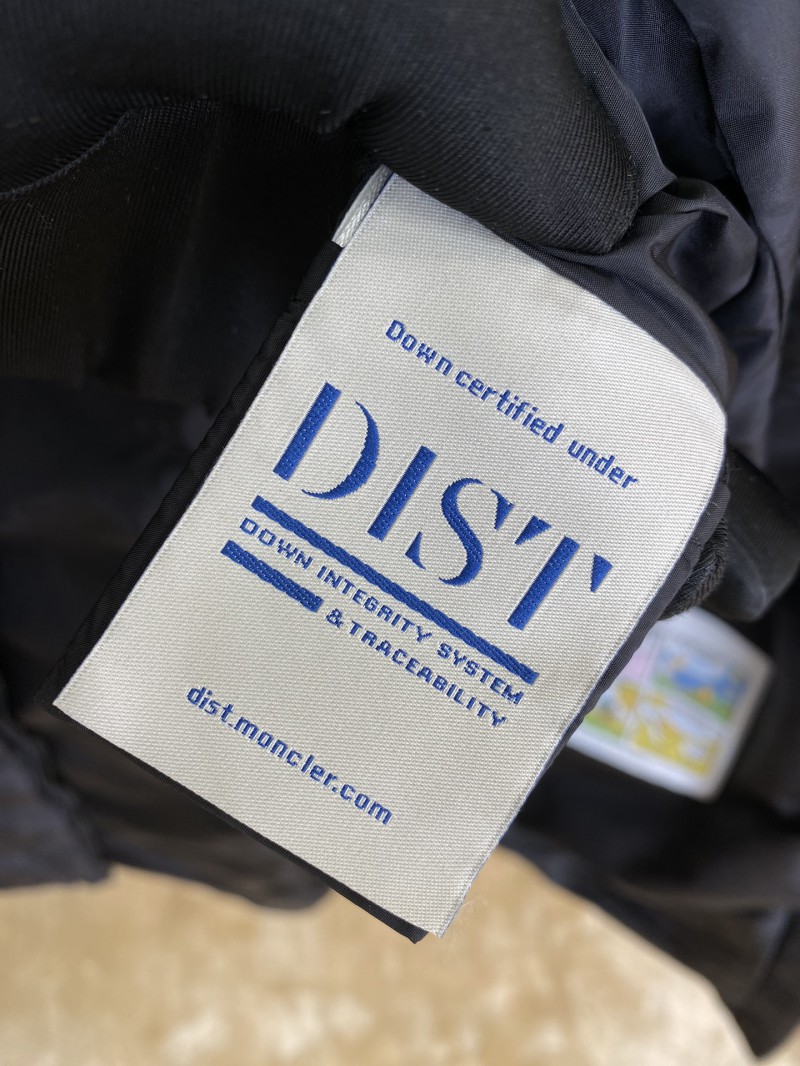 Down certified under
DIST
DOWN INTEGRITY SYSTEM
& TRACEABILITY
dist.moncler.com